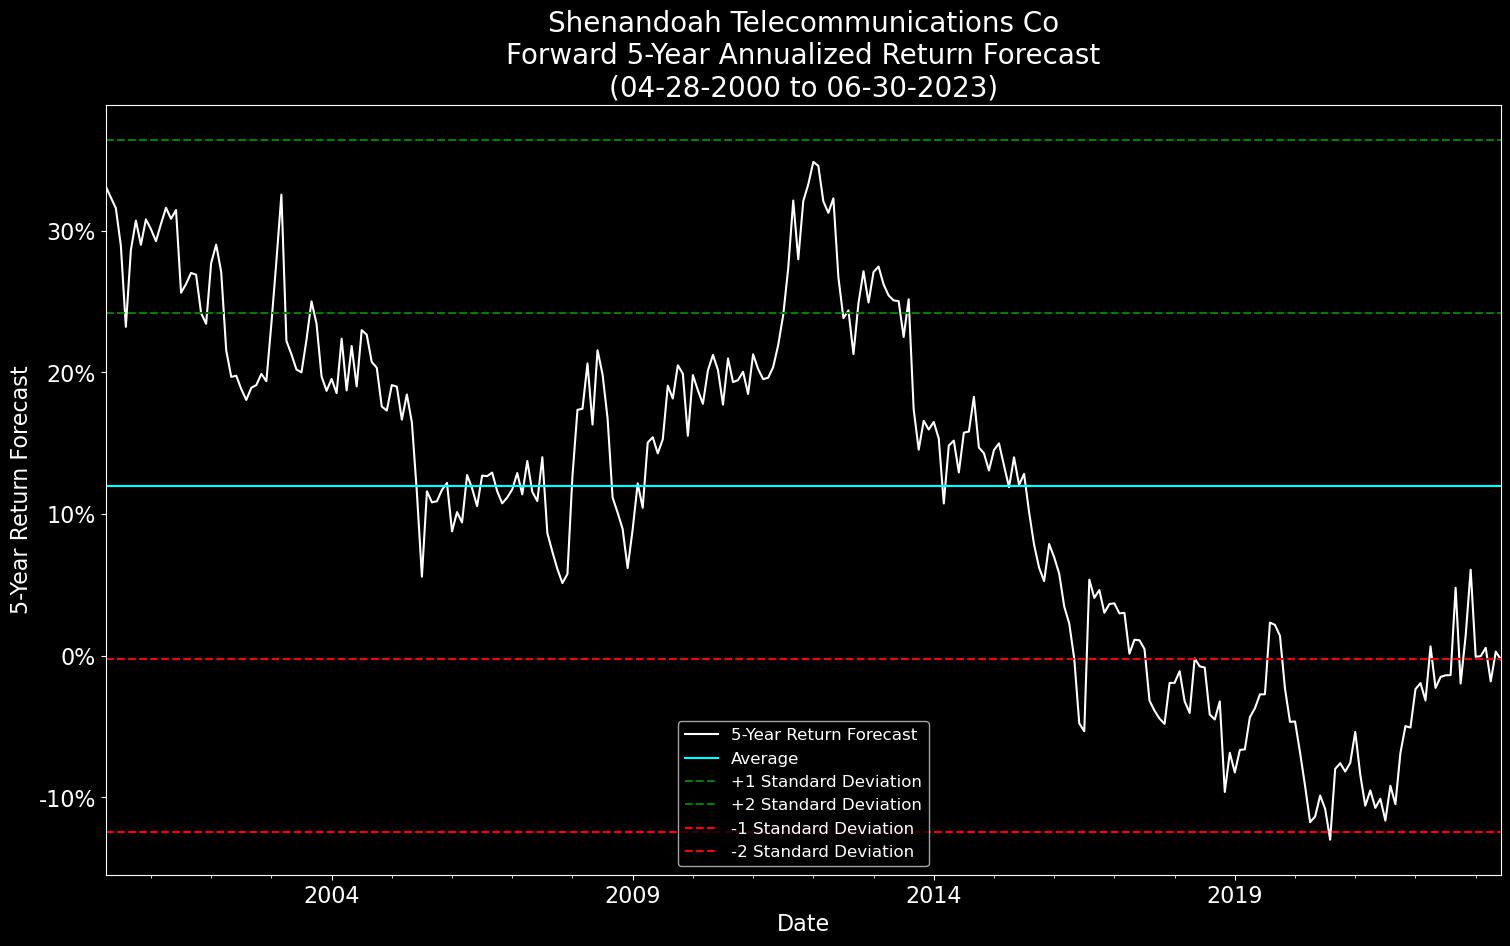 Shenandoah Telecommunications Co
Forward 5-Year Annualized Return Forecast
(04-28-2000 to 06-30-2023)
5-Year Return Forecast
30%
20%
10%
0%
-10%
5-Year Return Forecast
Average
+1 Standard Deviation
+2 Standard Deviation
-1 Standard Deviation
-2 Standard Deviation
2004
2009
2014
2019
Date